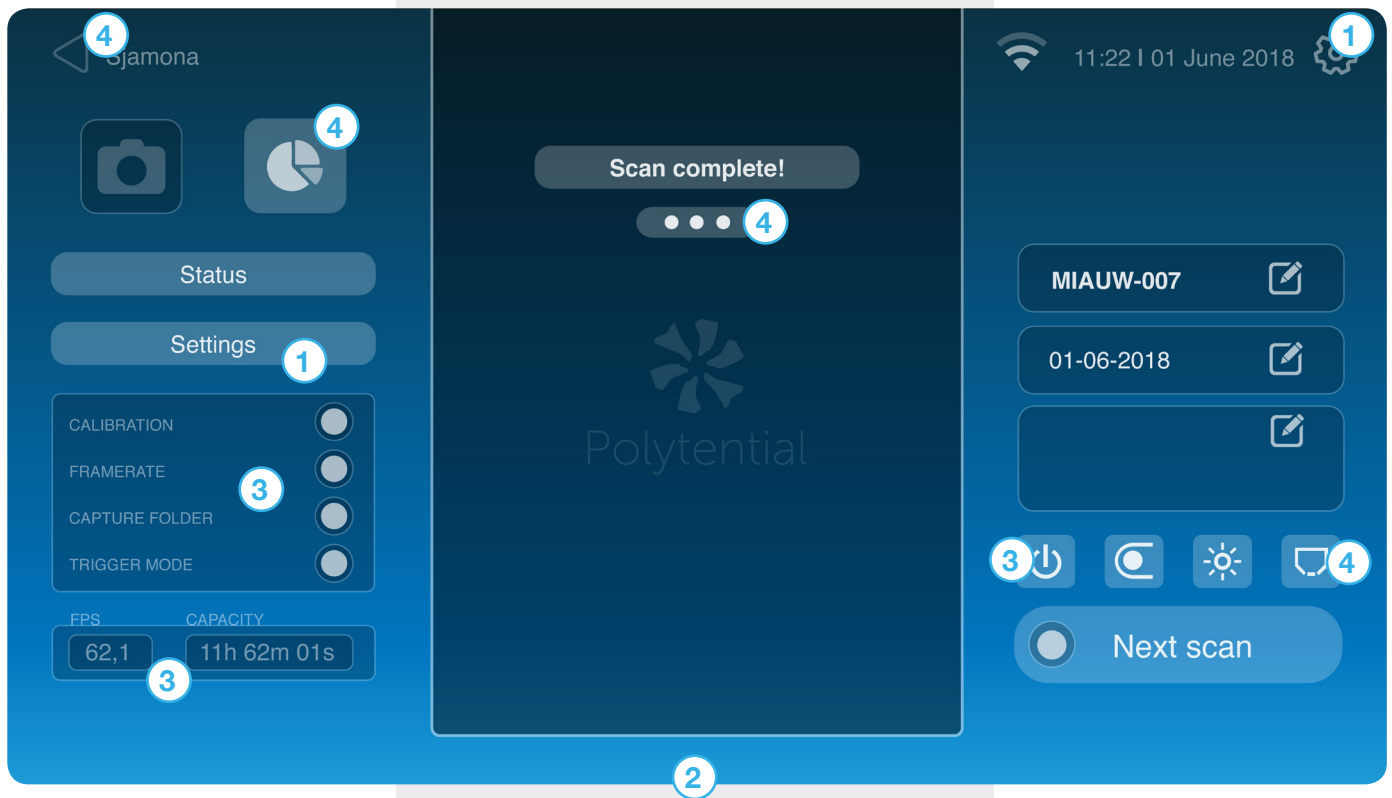 4
Sjamona
11:22 I 01 June 2018
1
4
Scan complete!
4
Status
Settings
1
CALIBRATION
FRAMERATE
3
CAPTURE FOLDER
TRIGGER MODE
FPS
CAPACITY
62,1
11h 62m 01s
3
Polytential
MIAUW-007
01-06-2018
3
4
Next scan
2